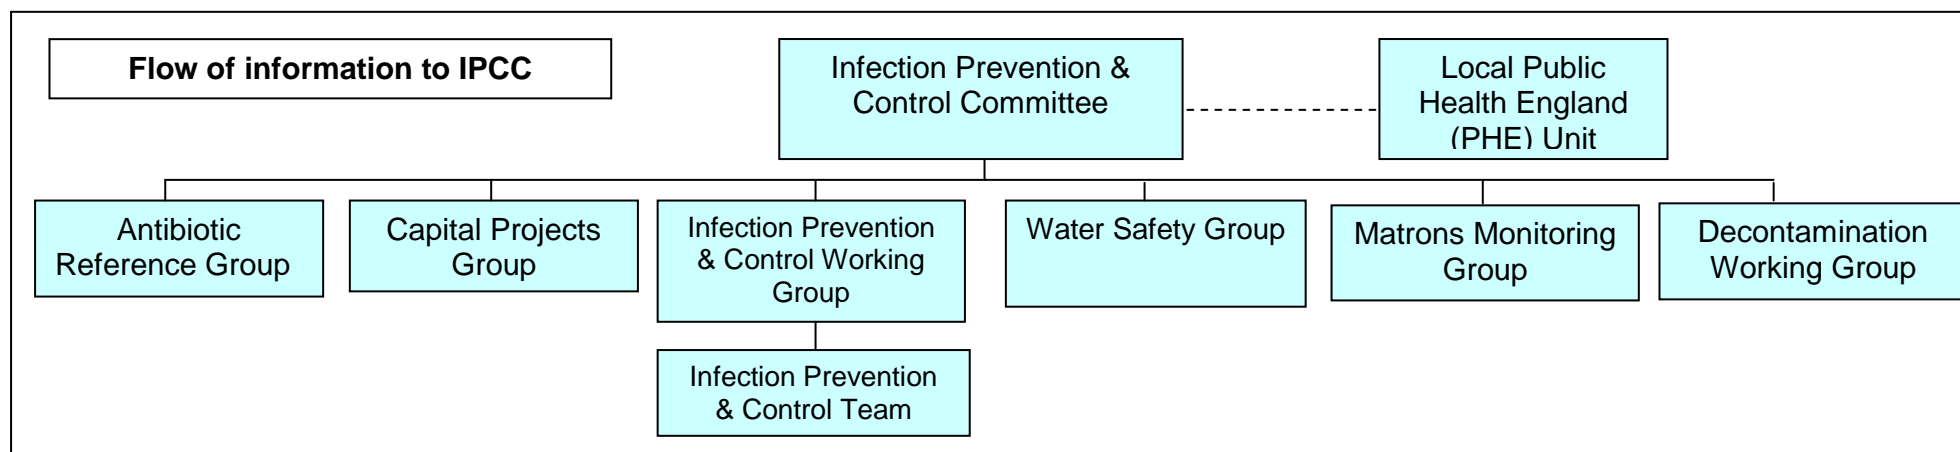 Flow of information to IPCC
Infection Prevention &
Control Committee
Local Public
Health England
(PHE) Unit
Antibiotic
Reference Group
Capital Projects
Group
Infection Prevention
& Control Working
Group
Water Safety Group
Matrons Monitoring
Group
Decontamination
Working Group
Infection Prevention
& Control Team